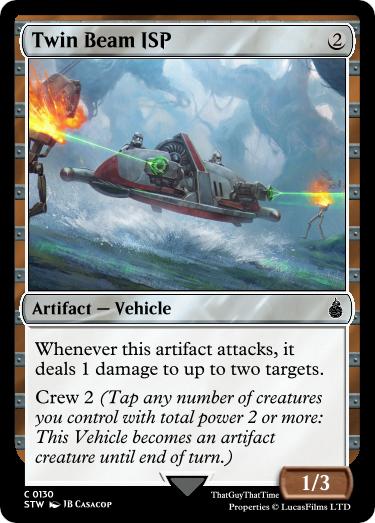 Twin Beam ISP 2
Artifact — Vehicle
Whenever this artifact attacks, it
deals 1 damage to up to two targets.
Crew 2 (Tap any number of creatures
you control with total power 2 or more:
This Vehicle becomes an artifact
creature until end of turn.)
1/3
C 0130
STW JB Casacop
ThatGuyThatTime
Properties © LucasFilms LTD